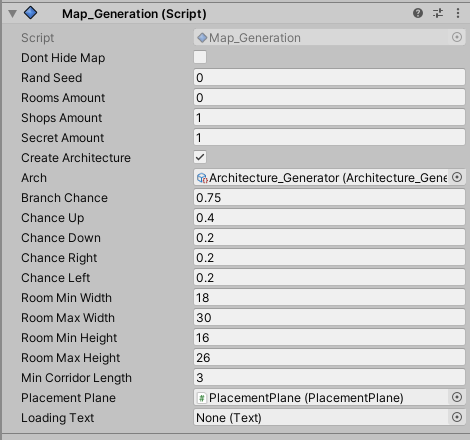 Map_Generation (Script)
Script Map_Generation
Dont Hide Map
Rand Seed 0
Rooms Amount 0
Shops Amount 1
Secret Amount 1
Create Architecture
Arch Architecture_Generator (Architecture_Gene
Branch Chance 0.75
Chance Up 0.4
Chance Down 0.2
Chance Right 0.2
Chance Left 0.2
Room Min Width 18
Room Max Width 30
Room Min Height 16
Room Max Height 26
Min Corridor Length 3
Placement Plane # PlacementPlane (PlacementPlane)
Loading Text None (Text)